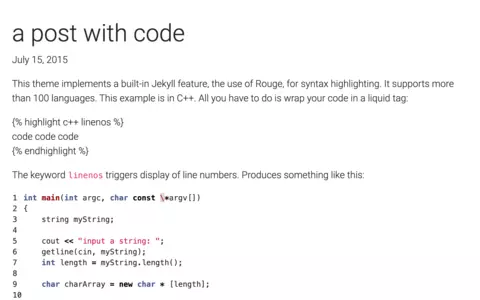 a post with code
July 15, 2015
This theme implements a built-in Jekyll feature, the use of Rouge, for syntax highlighting. It supports more
than 100 languages. This example is in C++. All you have to do is wrap your code in a liquid tag:
{% highlight c++ linenos %}
code code code
{% endhighlight %}
The keyword linenos triggers display of line numbers. Produces something like this:
1 int main(int argc, char const \*argv[])
2 {
3 string myString;
4
5 cout << "input a string: ";
6 getline(cin, myString);
7 int length = myString.length();
8
9 char charArray = new char * [length];
10